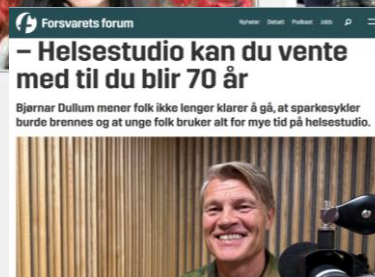 Forsvarets forum
Nyheter Debatt Podkast Jobb
– Helsestudio kan du vente
med til du blir 70 år
Bjørnar Dullum mener folk ikke lenger klarer å gå, at sparkesykler
burde brennes og at unge folk bruker alt for mye tid på helsestudio.